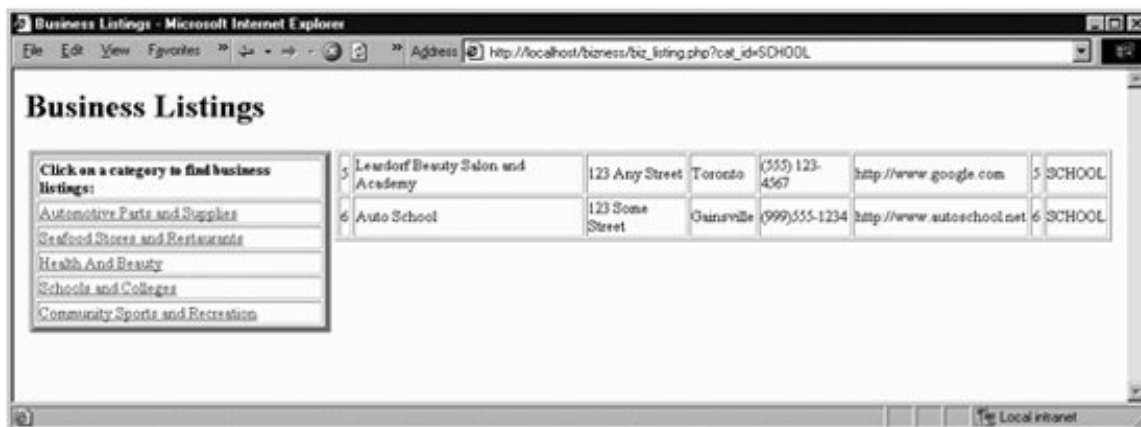 Business Listings - Microsoft Internet Explorer
File Edit View Favorites » Address http://localhost/bizness/biz_listing.php?cat_id=SCHOOL
Business Listings
Click on a category to find business
listings:
Automotive Parts and Supplies
Seafood Stores and Restaurants
Health And Beauty
Schools and Colleges
Community Sports and Recreation
5 Leardorf Beauty Salon and
Academy
123 Any Street Toronto
(555) 123-
4567
http://www.google.com 5 SCHOOL
6 Auto School
123 Some
Street
Gainsville (999)555-1234 http://www.autoschool.net 6 SCHOOL
Local intranet